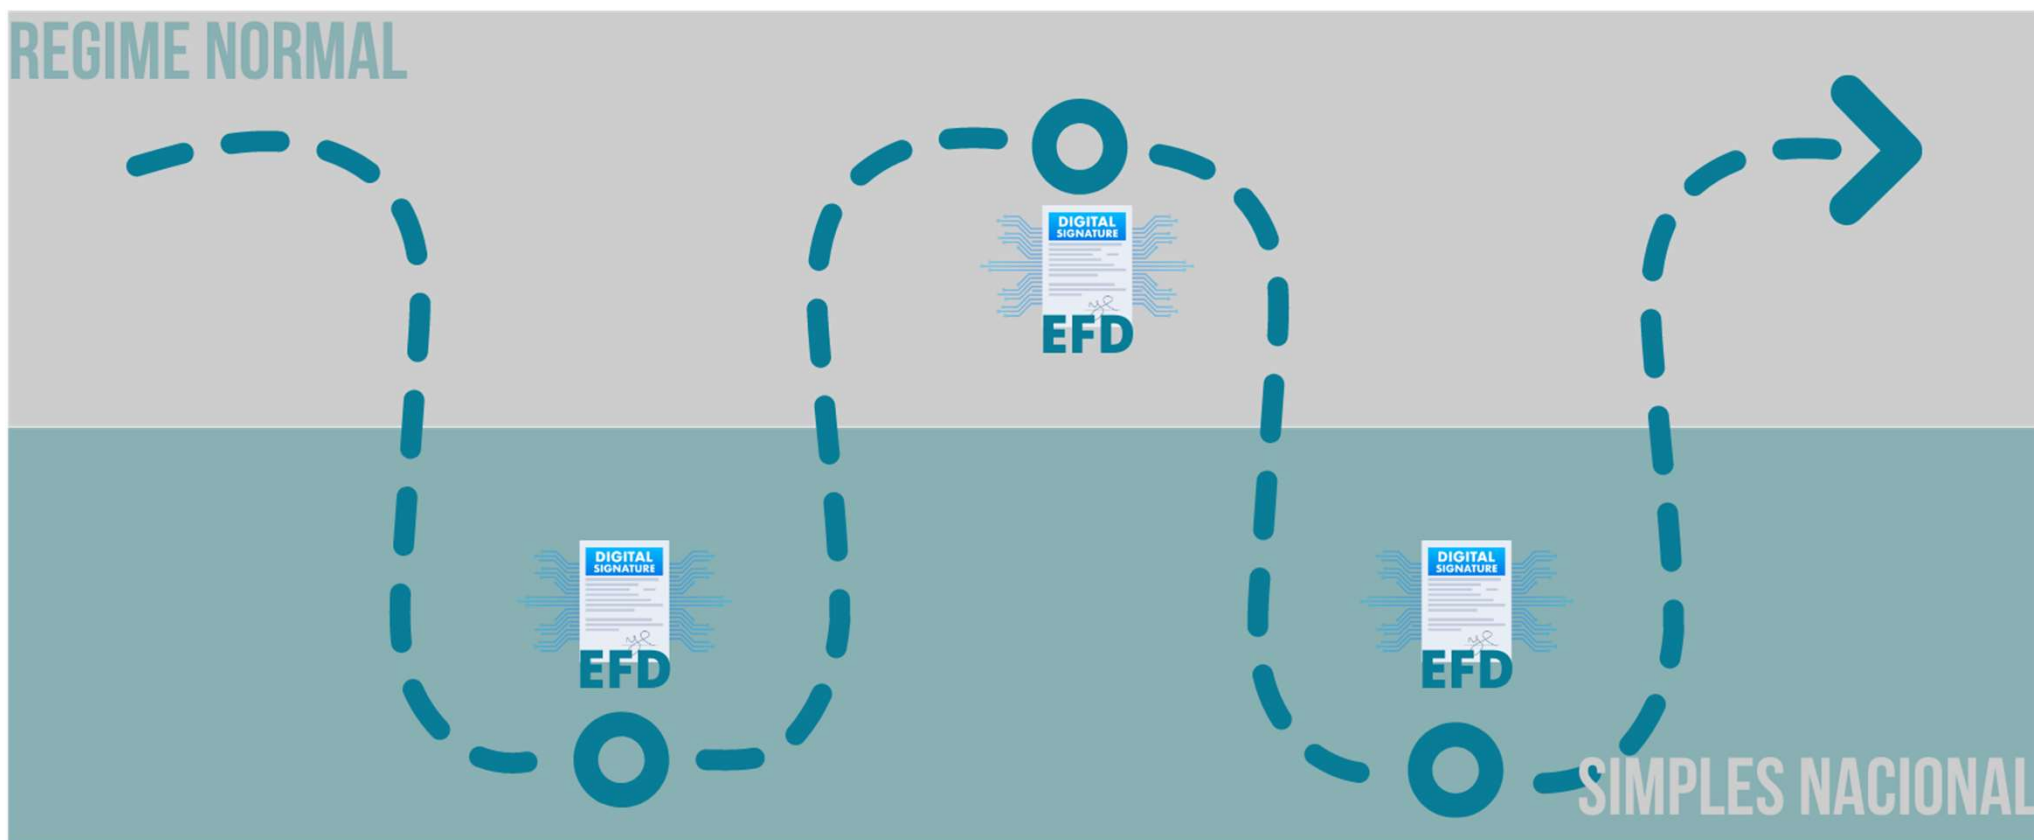 REGIME NORMAL
DIGITAL
SIGNATURE
EFD
DIGITAL
SIGNATURE
EFD
DIGITAL
SIGNATURE
EFD
SIMPLES NACIONAL